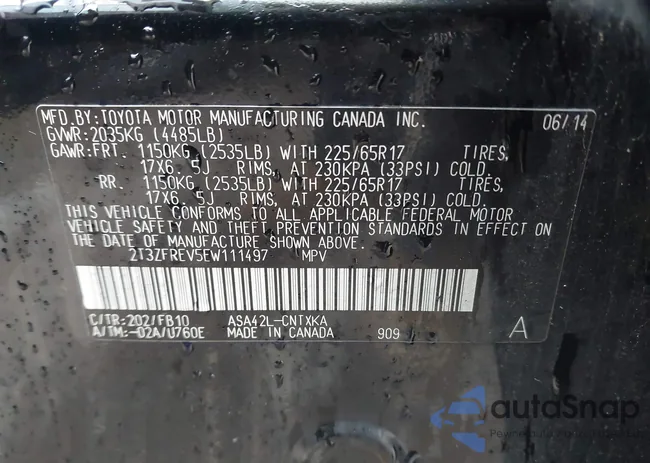 MFD.BY:TOYOTA MOTOR MANUFACTURING CANADA INC. 06/14
GVWR:2035KG (4485LB)
GAWR:FRT. 1150KG (2535LB) WITH 225/65R17 TIRES,
17X6. 5J RIMS, AT 230KPA (33PSI) COLD.
RR. 1150KG (2535LB) WITH 225/65R17 TIRES,
17X6. 5J RIMS, AT 230KPA (33PSI) COLD.
THIS VEHICLE CONFORMS TO ALL APPLICABLE FEDERAL MOTOR
VEHICLE SAFETY AND THEFT PREVENTION STANDARDS IN EFFECT ON
THE DATE OF MANUFACTURE SHOWN ABOVE.
2T3ZFREV5EW111497 MPV
C/TR:202/FB10 ASA42L-CNTXKA
A/TM:-02A/U760E MADE IN CANADA 909 A
autoSnap